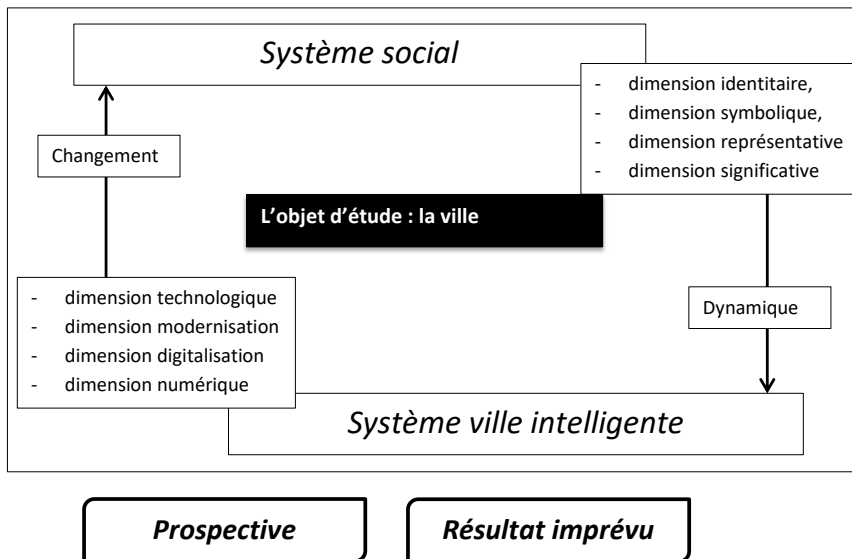 Système social
- dimension identitaire,
- dimension symbolique,
- dimension représentative
- dimension significative
Changement
L'objet d'étude : la ville
- dimension technologique
- dimension modernisation
- dimension digitalisation
- dimension numérique
Dynamique
Système ville intelligente
Prospective
Résultat imprévu